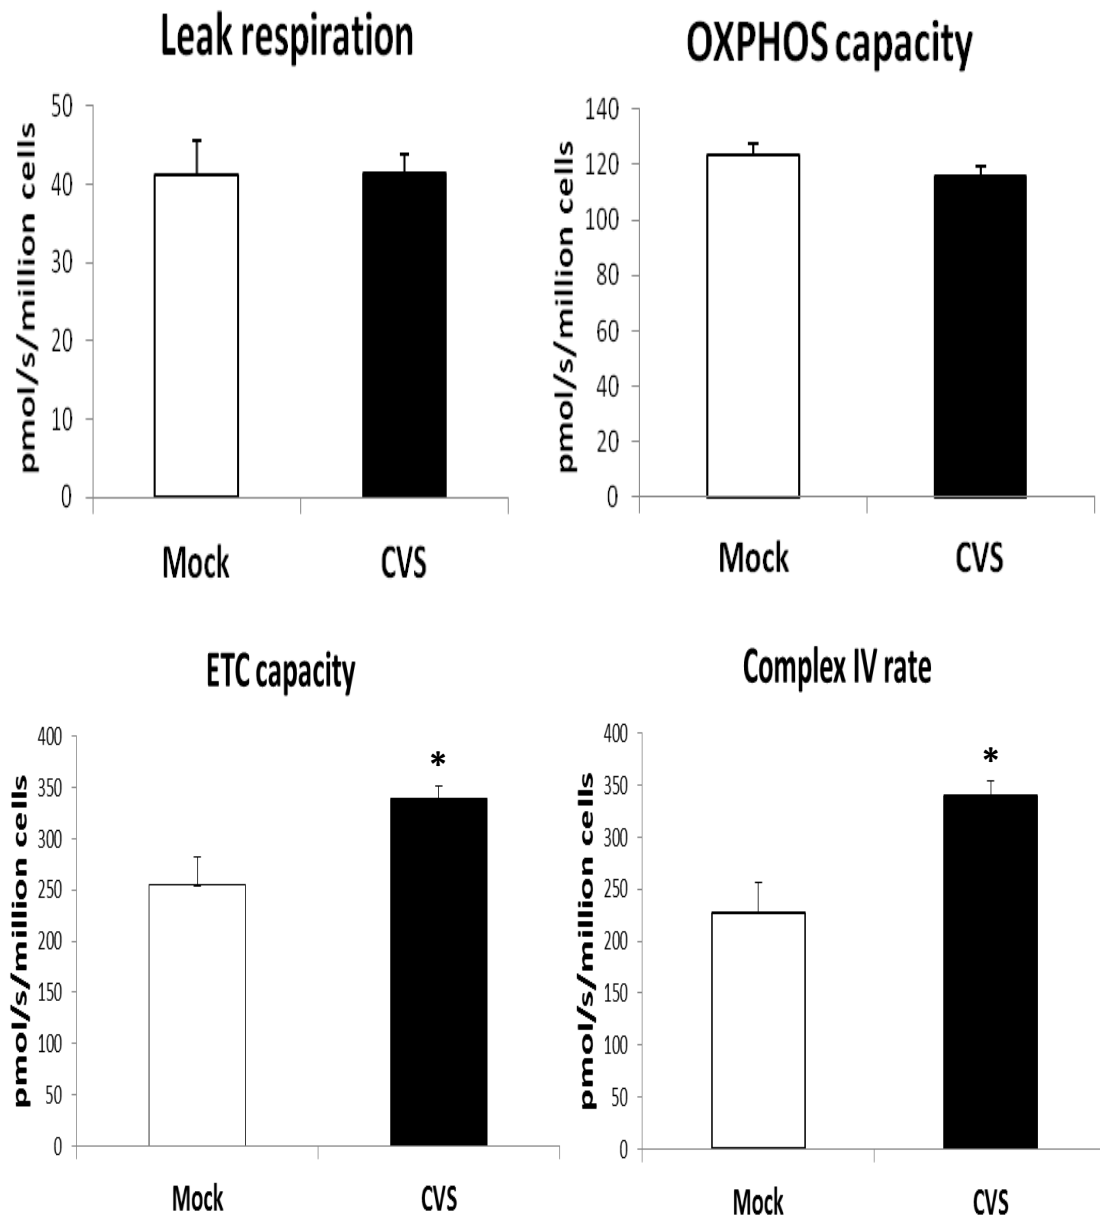 Leak respiration
pmol/s/million cells
50
40
30
20
10
0
Mock CVS
OXPHOS capacity
pmol/s/million cells
140
120
100
80
60
40
20
0
Mock CVS
ETC capacity
pmol/s/million cells
400
350
300
250
200
150
100
50
0
*
Mock CVS
Complex IV rate
pmol/s/million cells
400
350
300
250
200
150
100
50
0
*
Mock CVS